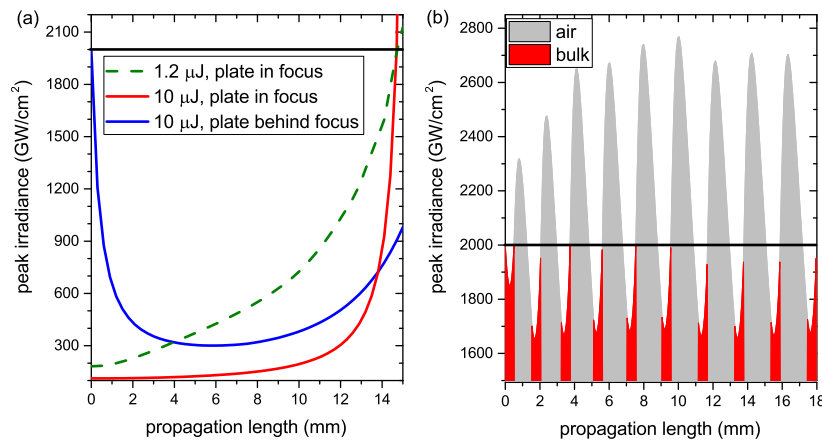 (a)
2100
1800
1500
1200
900
600
300
peak irradiance (GW/cm²)
1.2 μJ, plate in focus
10 μJ, plate in focus
10 μJ, plate behind focus
0 2 4 6 8 10 12 14
propagation length (mm)
(b)
2800
2600
2400
2200
2000
1800
1600
peak irradiance (GW/cm²)
air
bulk
0 2 4 6 8 10 12 14 16 18
propagation length (mm)